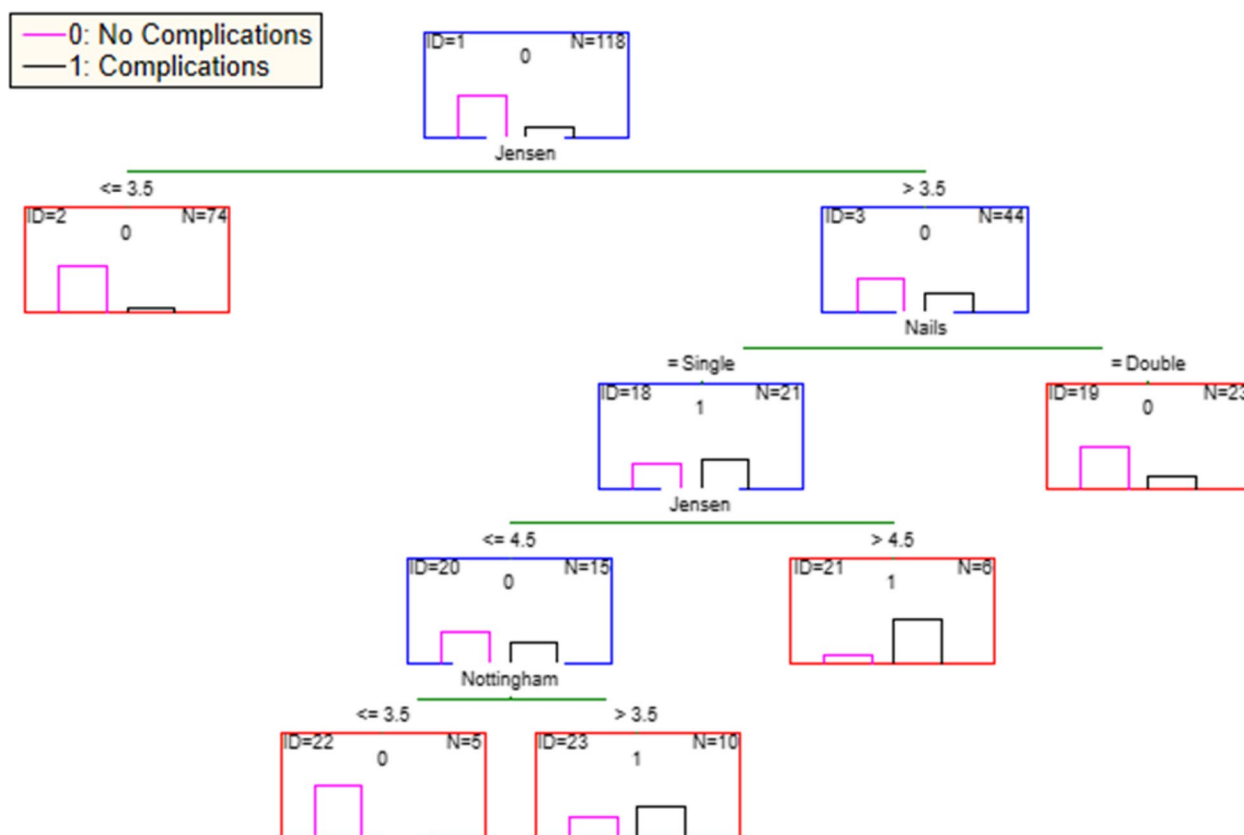 0: No Complications
1: Complications
ID=1 N=118
0
Jensen
<= 3.5 > 3.5
ID=2 N=74
0
ID=3 N=44
0
Nails
= Single = Double
ID=18 N=21
1
ID=19 N=23
0
Jensen
<= 4.5 > 4.5
ID=20 N=15
0
ID=21 N=6
1
Nottingham
<= 3.5 > 3.5
ID=22 N=5
0
ID=23 N=10
1